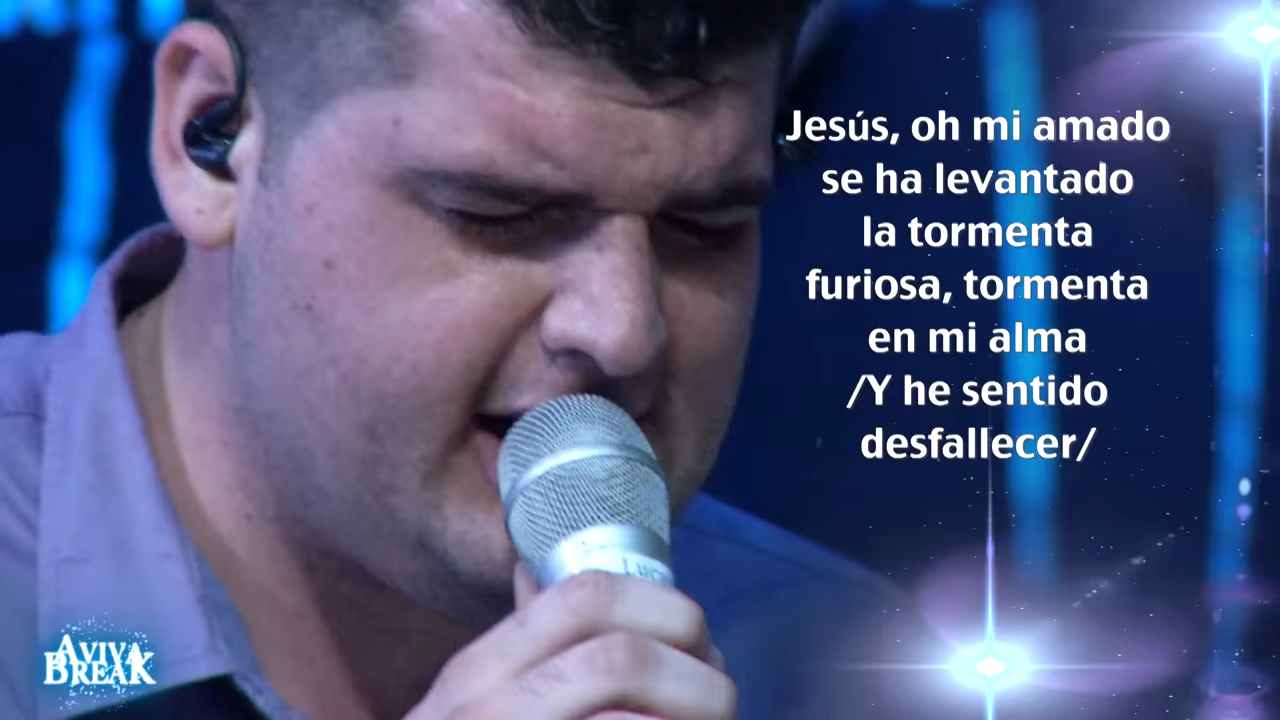 Jesús, oh mi amado
se ha levantado
la tormenta
furiosa, tormenta
en mi alma
/Y he sentido
desfallecer/
AVIVA
BREAK